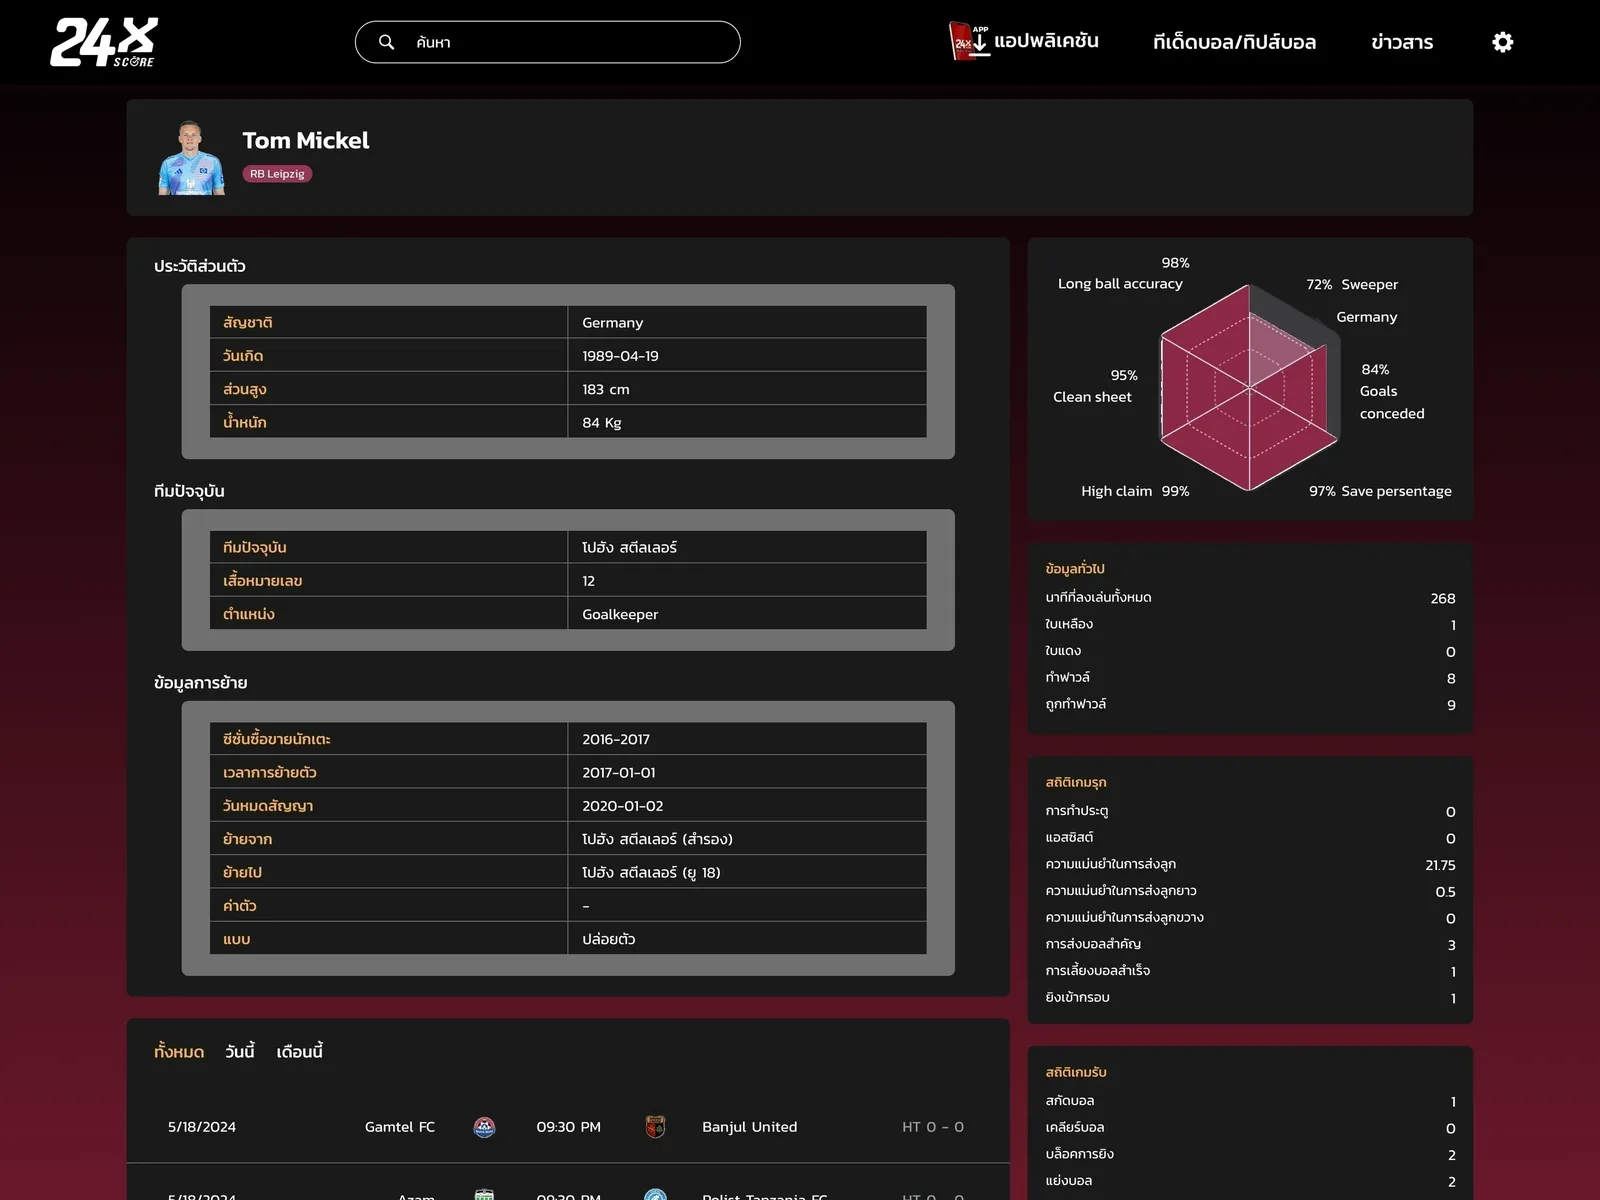 24X SCORE
ค้นหา
APP 24X แอปพลิเคชัน
ทีเด็ดบอล/ทิปส์บอล
ข่าวสาร
Tom Mickel
RB Leipzig
ประวัติส่วนตัว
สัญชาติ Germany
วันเกิด 1989-04-19
ส่วนสูง 183 cm
น้ำหนัก 84 Kg
ทีมปัจจุบัน
ทีมปัจจุบัน โปฮัง สตีลเลอร์
เสื้อหมายเลข 12
ตำแหน่ง Goalkeeper
ข้อมูลการย้าย
ซีซั่นซื้อขายนักเตะ 2016-2017
เวลาการย้ายตัว 2017-01-01
วันหมดสัญญา 2020-01-02
ย้ายจาก โปฮัง สตีลเลอร์ (สำรอง)
ย้ายไป โปฮัง สตีลเลอร์ (ยู 18)
ค่าตัว -
แบบ ปล่อยตัว
ทั้งหมด วันนี้ เดือนนี้
5/18/2024 Gamtel FC 09:30 PM Banjul United HT 0 - 0
5/18/2024 Azam 09:30 PM Polist Tanzania FC HT 0 - 0
98%
Long ball accuracy
72% Sweeper
Germany
84%
Goals
conceded
95%
Clean sheet
High claim 99%
97% Save persentage
ข้อมูลทั่วไป
นาทีที่ลงเล่นทั้งหมด 268
ใบเหลือง 1
ใบแดง 0
ทำฟาวล์ 8
ถูกทำฟาวล์ 9
สถิติเกมรุก
การทำประตู 0
แอสซิสต์ 0
ความแม่นยำในการส่งลูก 21.75
ความแม่นยำในการส่งลูกยาว 0.5
ความแม่นยำในการส่งลูกขวาง 0
การส่งบอลสำคัญ 3
การเลี้ยงบอลสำเร็จ 1
ยิงเข้ากรอบ 1
สถิติเกมรับ
สกัดบอล 1
เคลียร์บอล 0
บล็อคการยิง 2
แย่งบอล 2